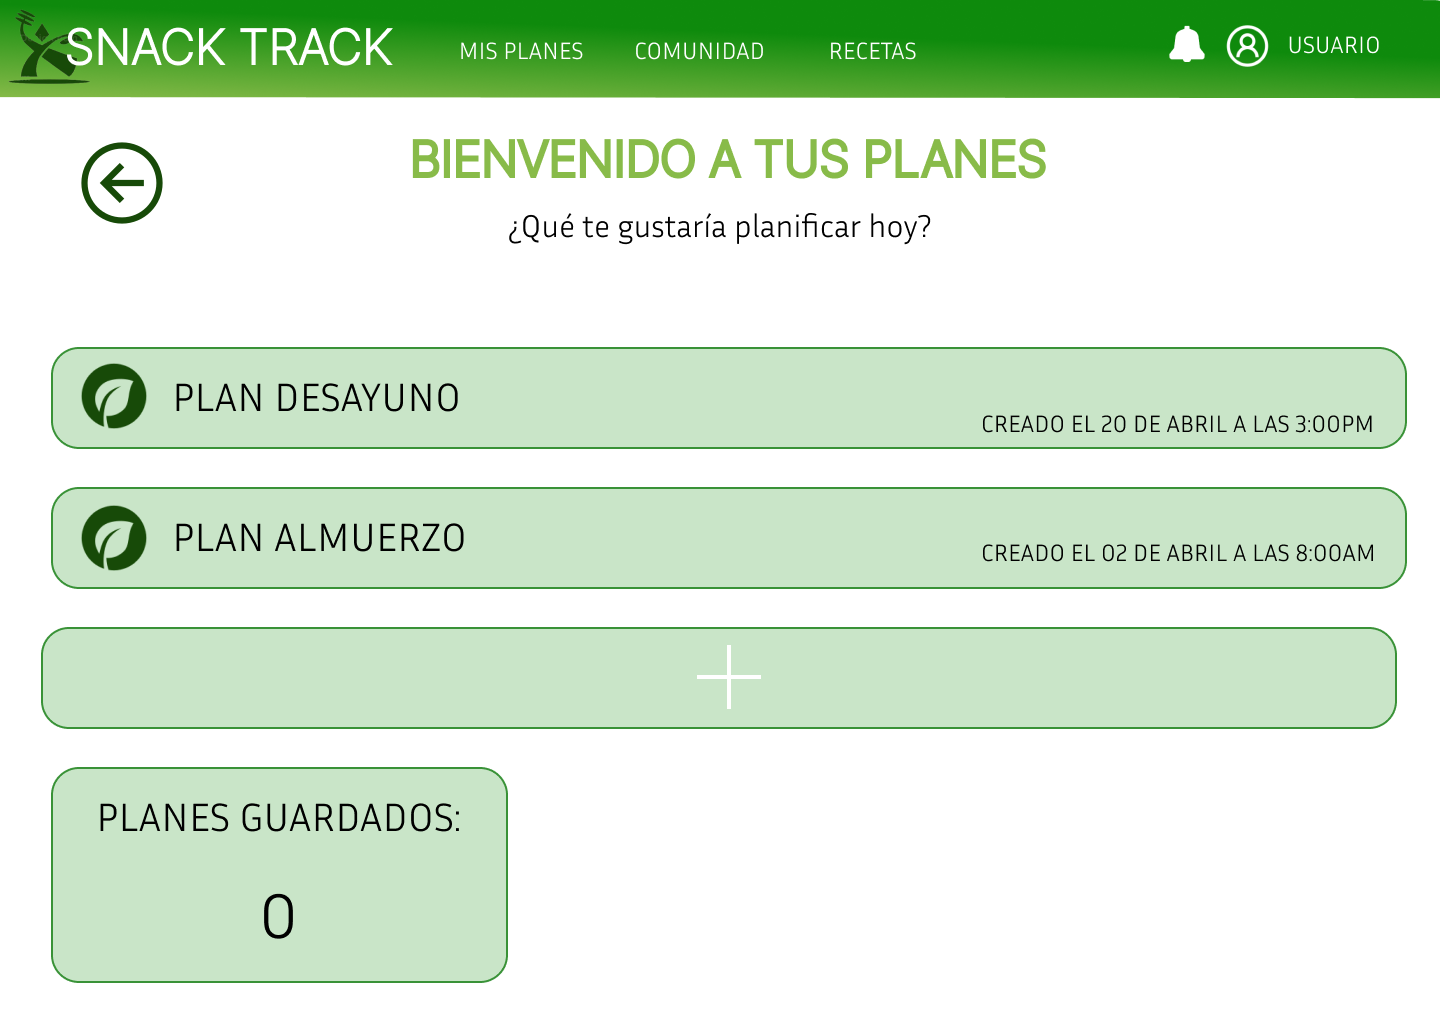 SNACK TRACK
MIS PLANES
COMUNIDAD
RECETAS
USUARIO
BIENVENIDO A TUS PLANES
¿Qué te gustaría planificar hoy?
PLAN DESAYUNO
CREADO EL 20 DE ABRIL A LAS 3:00PM
PLAN ALMUERZO
CREADO EL 02 DE ABRIL A LAS 8:00AM
PLANES GUARDADOS:
0